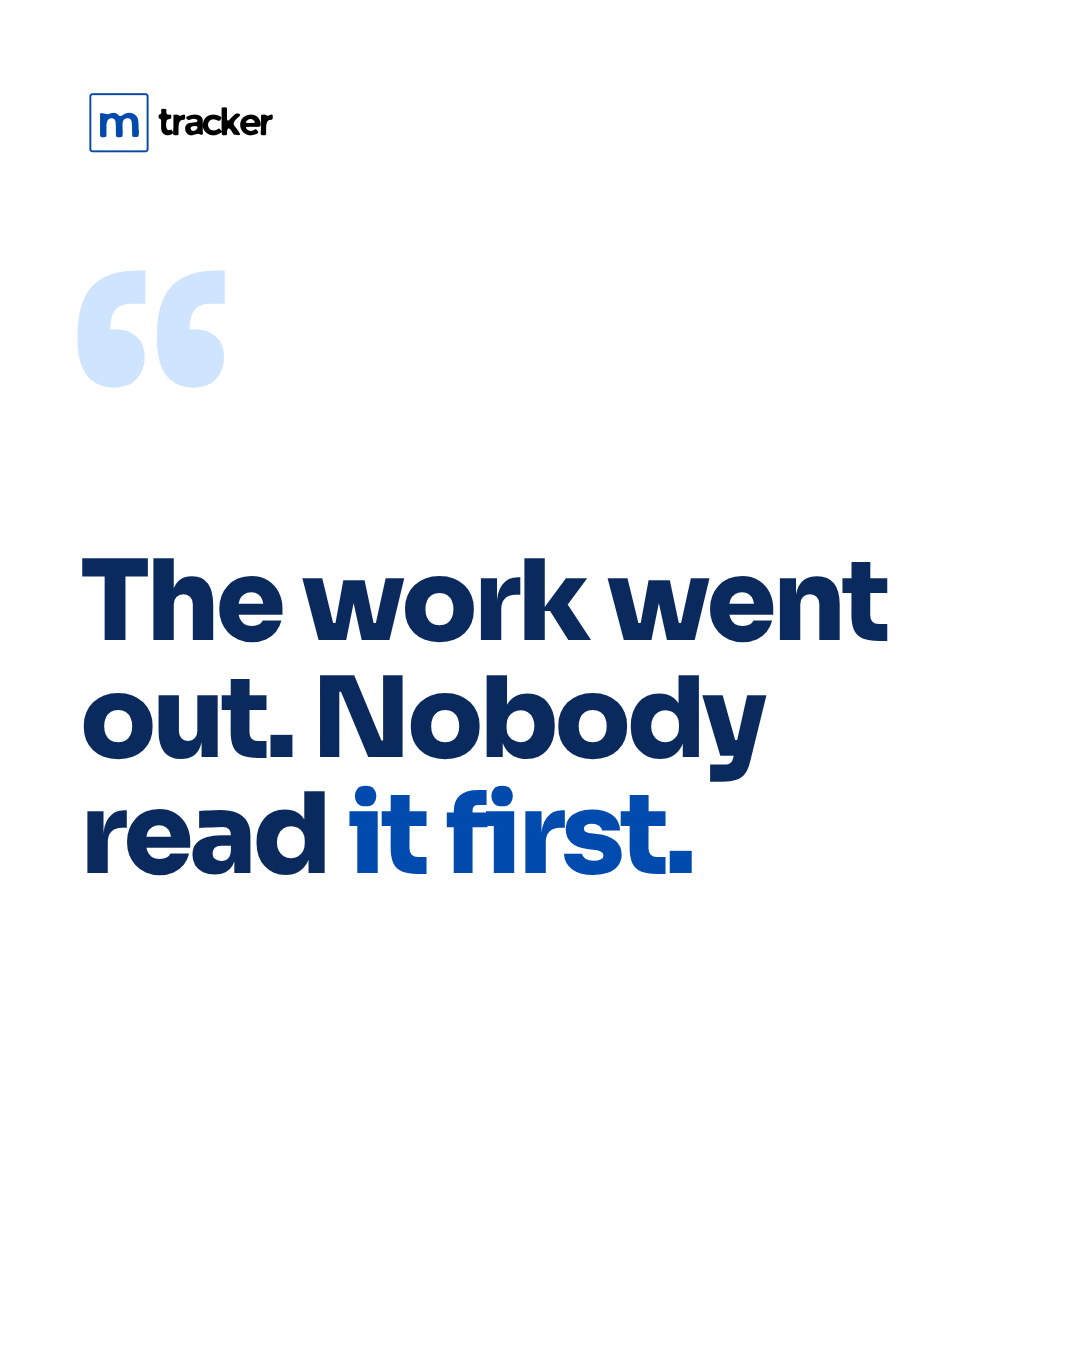 m tracker
“
The work went
out. Nobody
read it first.